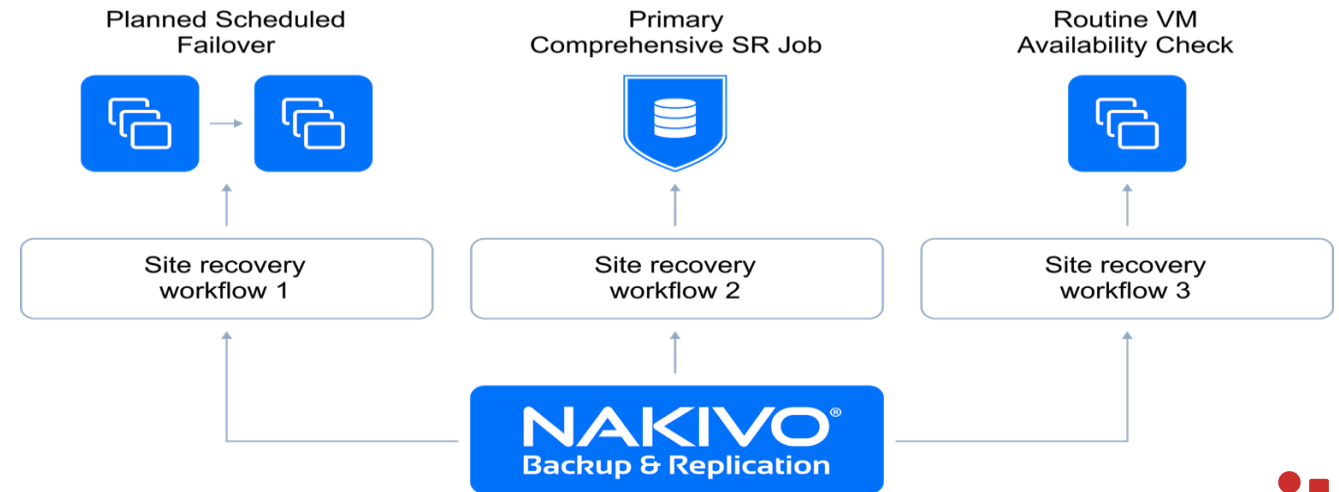 Planned Scheduled
Failover
Primary
Comprehensive SR Job
Routine VM
Availability Check
Site recovery
workflow 1
Site recovery
workflow 2
Site recovery
workflow 3
NAKIVO®
Backup & Replication